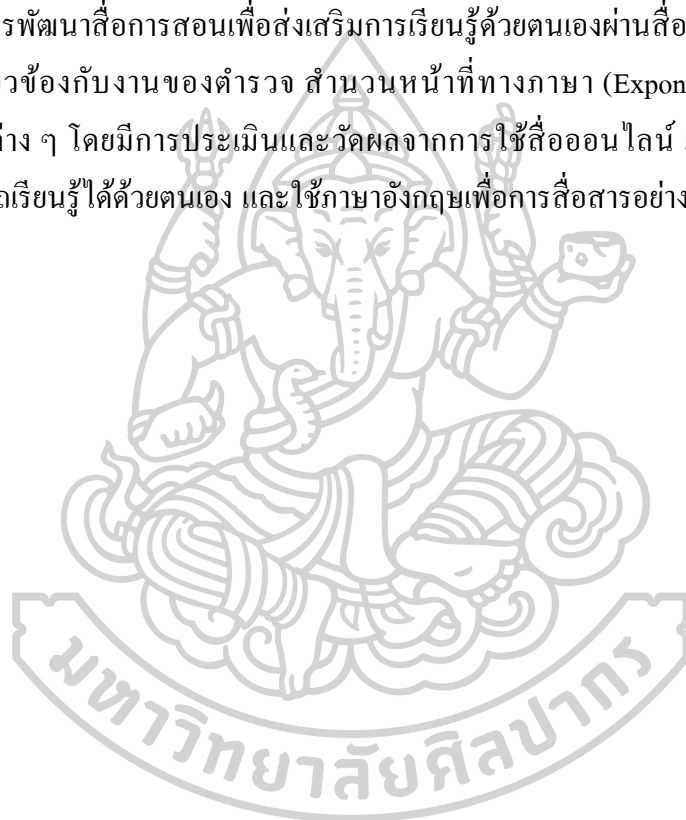 รพัฒนาสื่อการสอนเพื่อส่งเสริมการเรียนรู้ด้วยตนเองผ่านสื่อ
วข้องกับงานของตำรวจ สำนวนหน้าที่ทางภาษา (Expon
ต่าง ๆ โดยมีการประเมินและวัดผลจากการใช้สื่อออนไลน์
ถเรียนรู้ได้ด้วยตนเอง และใช้ภาษาอังกฤษเพื่อการสื่อสารอย่าง
มหาวิทยาลัยศิลปากร